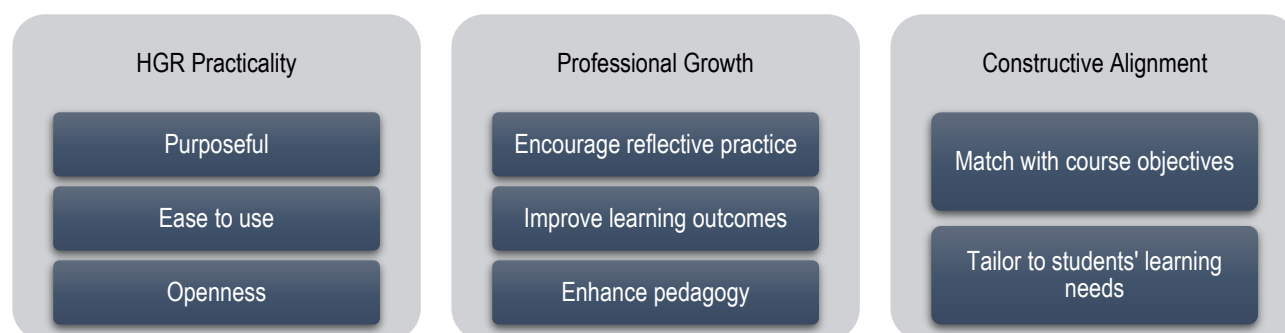 HGR Practicality
Purposeful
Ease to use
Openness
Professional Growth
Encourage reflective practice
Improve learning outcomes
Enhance pedagogy
Constructive Alignment
Match with course objectives
Tailor to students' learning
needs